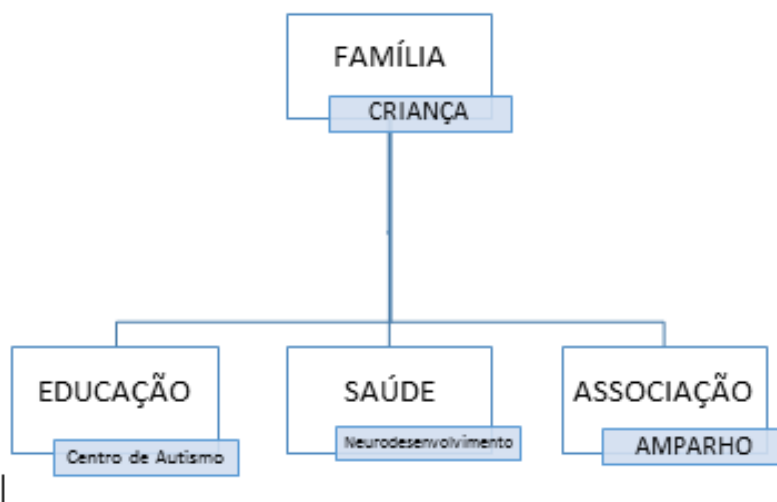 FAMÍLIA
CRIANÇA
EDUCAÇÃO
Centro de Autismo
SAÚDE
Neurodesenvolvimento
ASSOCIAÇÃO
AMPARHO